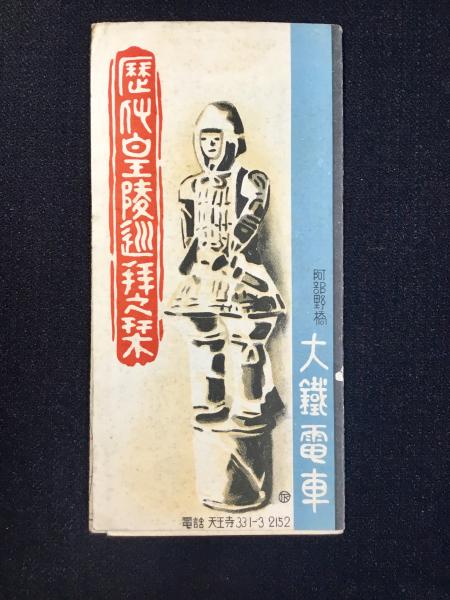 歴代皇陵巡拜之栞
阿部野橋
大鐵電車
電話 天王寺 331-3 2152